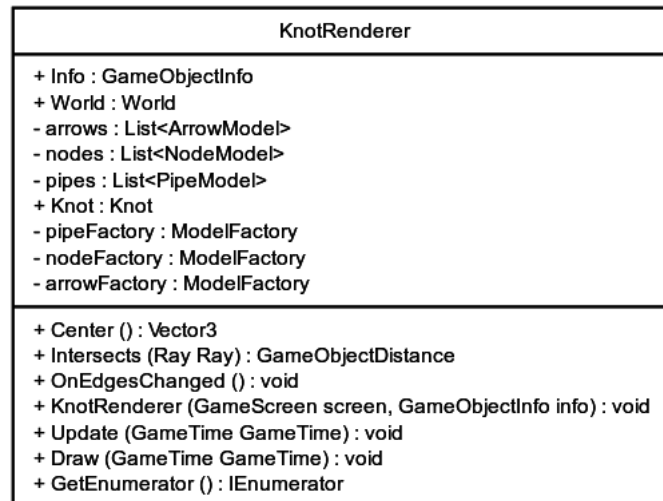 KnotRenderer
+ Info : GameObjectInfo
+ World : World
- arrows : List<ArrowModel>
- nodes : List<NodeModel>
- pipes : List<PipeModel>
+ Knot : Knot
- pipeFactory : ModelFactory
- nodeFactory : ModelFactory
- arrowFactory : ModelFactory
+ Center () : Vector3
+ Intersects (Ray Ray) : GameObjectDistance
+ OnEdgesChanged () : void
+ KnotRenderer (GameScreen screen, GameObjectInfo info) : void
+ Update (GameTime GameTime) : void
+ Draw (GameTime GameTime) : void
+ GetEnumerator () : IEnumerator